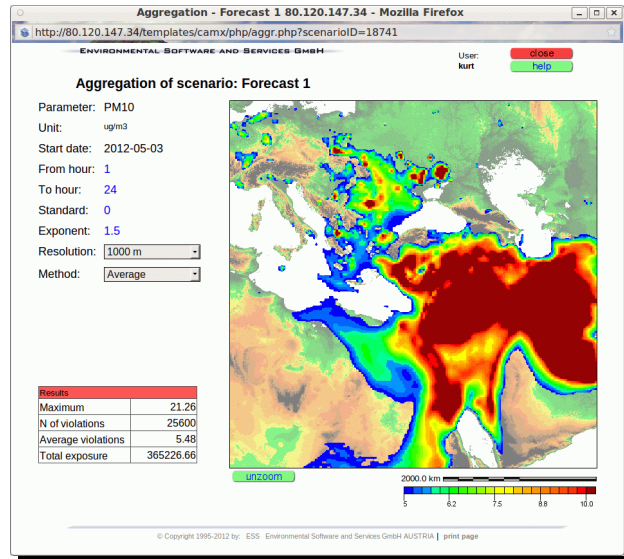 Aggregation - Forecast 1 80.120.147.34 - Mozilla Firefox
http://80.120.147.34/templates/camx/php/aggr.php?scenarioID=18741
ENVIRONMENTAL SOFTWARE AND SERVICES GMBH
User: close
kurt help
Aggregation of scenario: Forecast 1
Parameter: PM10
Unit: ug/m3
Start date: 2012-05-03
From hour: 1
To hour: 24
Standard: 0
Exponent: 1.5
Resolution: 1000 m
Method: Average
Results
Maximum 21.26
N of violations 25600
Average violations 5.48
Total exposure 365226.66
unzoom 2000.0 km
5 6.2 7.5 8.8 10.0
© Copyright 1995-2012 by: ESS Environmental Software and Services GmbH AUSTRIA | print page